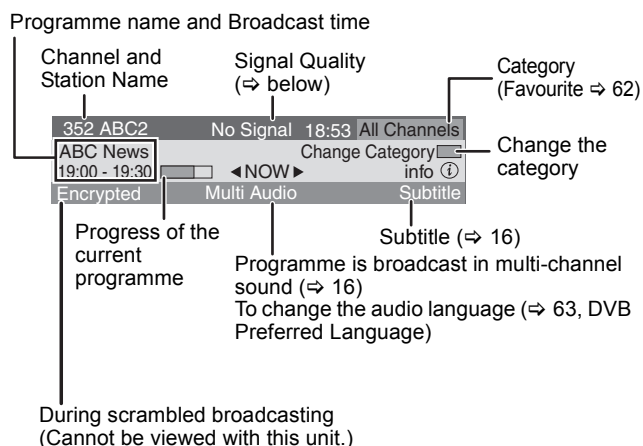 Programme name and Broadcast time
Channel and
Station Name
Signal Quality
(⇨ below)
Category
(Favourite ⇨ 62)
352 ABC2 No Signal 18:53 All Channels
ABC News Change Category
19:00 - 19:30 ◄NOW► info ⓘ
Encrypted Multi Audio Subtitle
Change the
category
Progress of the
current
programme
Subtitle (⇨ 16)
Programme is broadcast in multi-channel
sound (⇨ 16)
To change the audio language (⇨ 63, DVB
Preferred Language)
During scrambled broadcasting
(Cannot be viewed with this unit.)